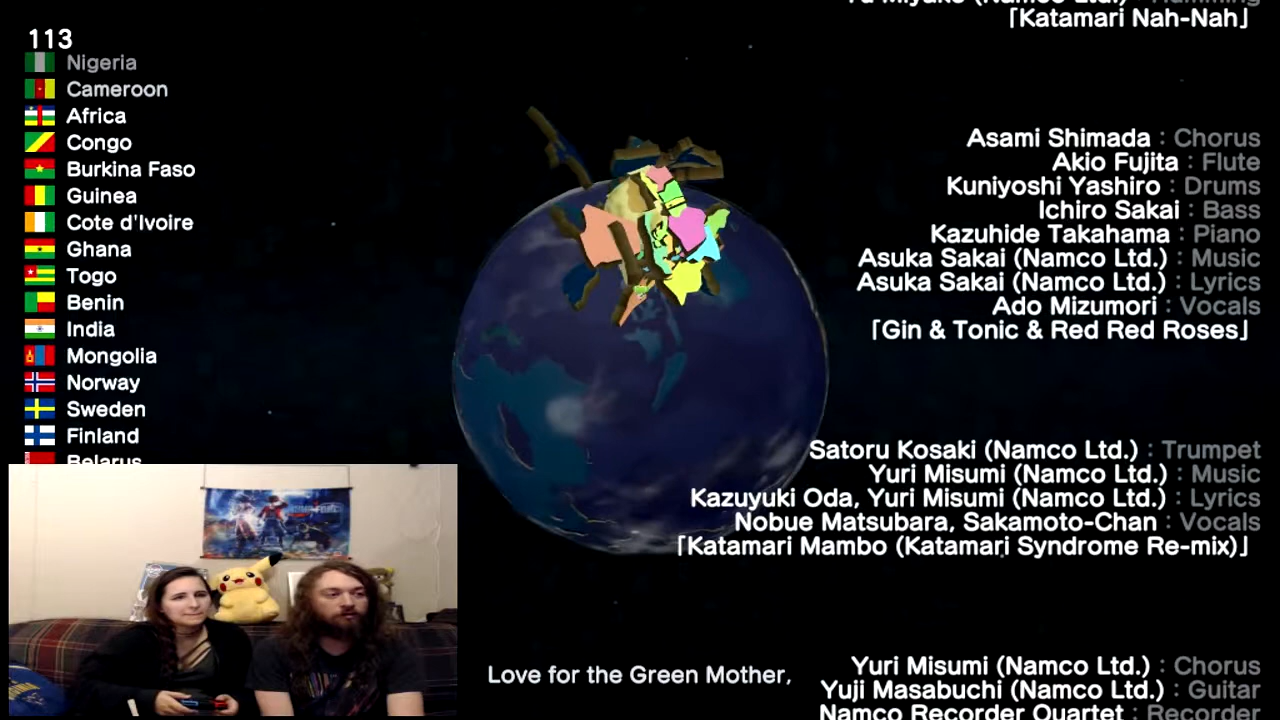 113
Nigeria
Cameroon
Africa
Congo
Burkina Faso
Guinea
Cote d'Ivoire
Ghana
Togo
Benin
India
Mongolia
Norway
Sweden
Finland
Belarus
「Katamari Nah-Nah」
Asami Shimada : Chorus
Akio Fujita : Flute
Kuniyoshi Yashiro : Drums
Ichiro Sakai : Bass
Kazuhide Takahama : Piano
Asuka Sakai (Namco Ltd.) : Music
Asuka Sakai (Namco Ltd.) : Lyrics
Ado Mizumori : Vocals
「Gin & Tonic & Red Red Roses」
Satoru Kosaki (Namco Ltd.) : Trumpet
Yuri Misumi (Namco Ltd.) : Music
Kazuyuki Oda, Yuri Misumi (Namco Ltd.) : Lyrics
Nobue Matsubara, Sakamoto-Chan : Vocals
「Katamari Mambo (Katamari Syndrome Re-mix)」
Love for the Green Mother,
Yuri Misumi (Namco Ltd.) : Chorus
Yuji Masabuchi (Namco Ltd.) : Guitar
Namco Recorder Quartet : Recorder